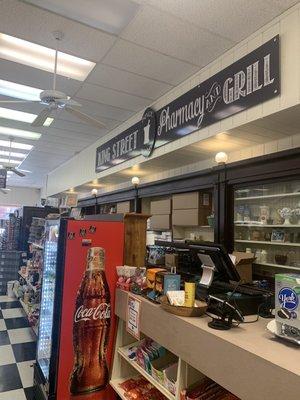 KING STREET
Pharmacy and GRILL
Coca-Cola
York